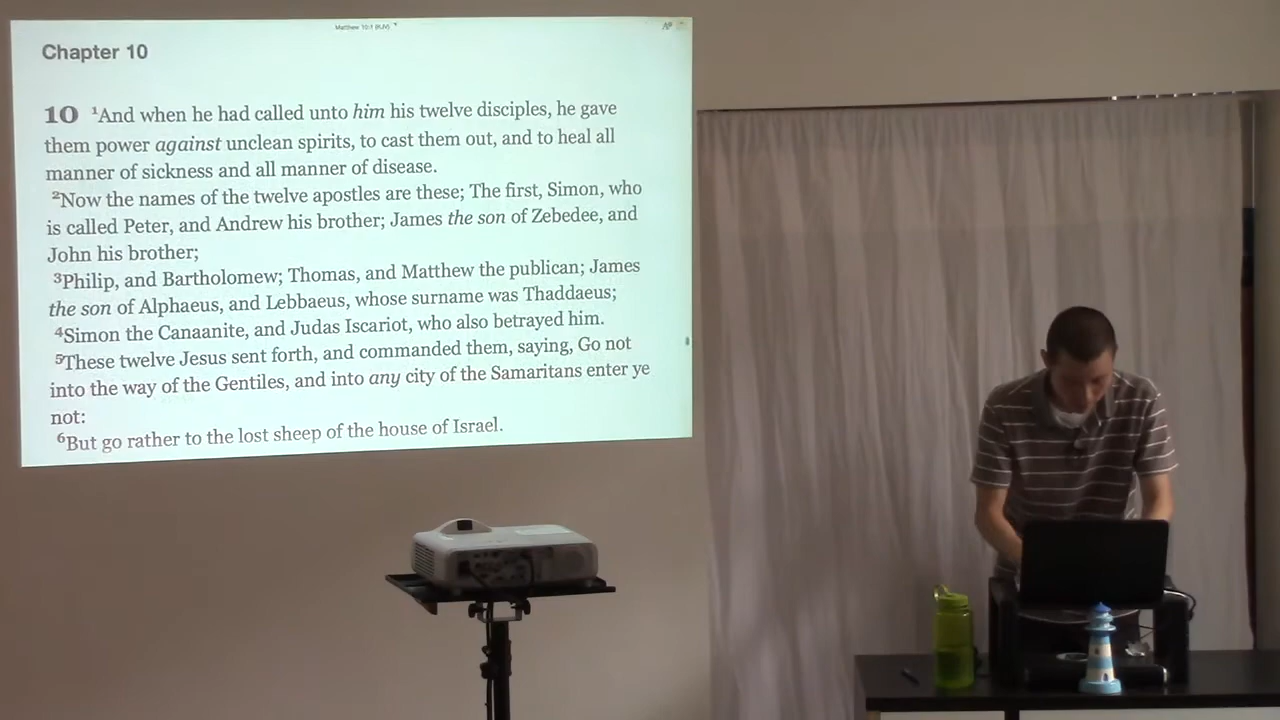 Matthew 10:1 (KJV)
Chapter 10
10 1And when he had called unto him his twelve disciples, he gave
them power against unclean spirits, to cast them out, and to heal all
manner of sickness and all manner of disease.
2Now the names of the twelve apostles are these; The first, Simon, who
is called Peter, and Andrew his brother; James the son of Zebedee, and
John his brother;
3Philip, and Bartholomew; Thomas, and Matthew the publican; James
the son of Alphaeus, and Lebbaeus, whose surname was Thaddaeus;
4Simon the Canaanite, and Judas Iscariot, who also betrayed him.
5These twelve Jesus sent forth, and commanded them, saying, Go not
into the way of the Gentiles, and into any city of the Samaritans enter ye
not:
6But go rather to the lost sheep of the house of Israel.